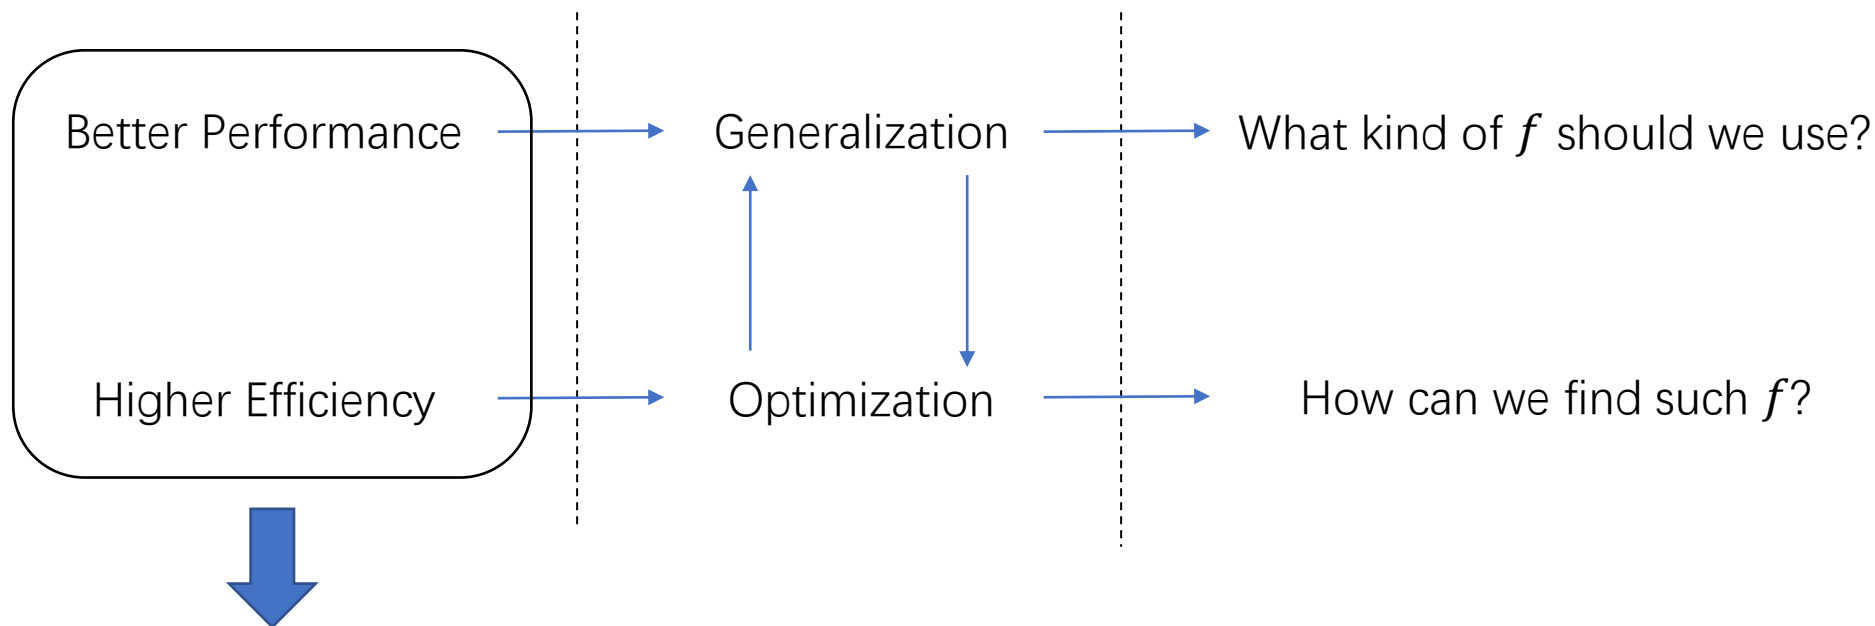 Better Performance
Generalization
What kind of f should we use?
Higher Efficiency
Optimization
How can we find such f?